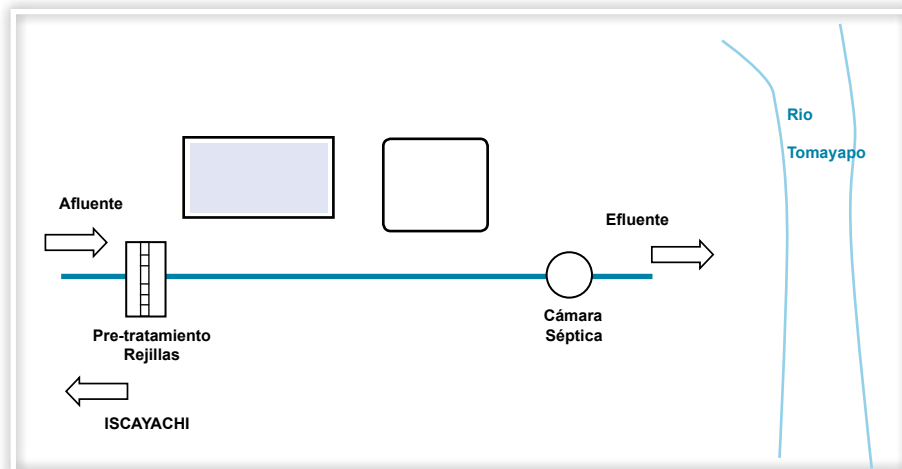 Rio
Tomayapo
Afluente
Efluente
Pre-tratamiento
Rejillas
Cámara
Séptica
ISCAYACHI